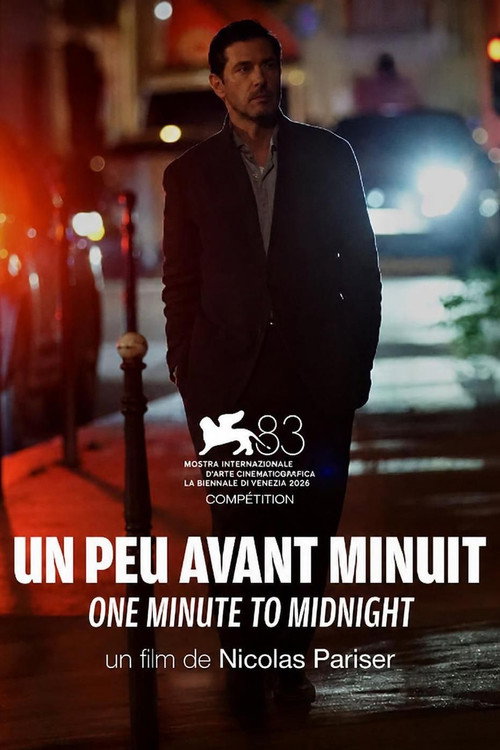 83
MOSTRA INTERNAZIONALE
D'ARTE CINEMATOGRAFICA
LA BIENNALE DI VENEZIA 2026
COMPÉTITION
UN PEU AVANT MINUIT
ONE MINUTE TO MIDNIGHT
un film de Nicolas Pariser